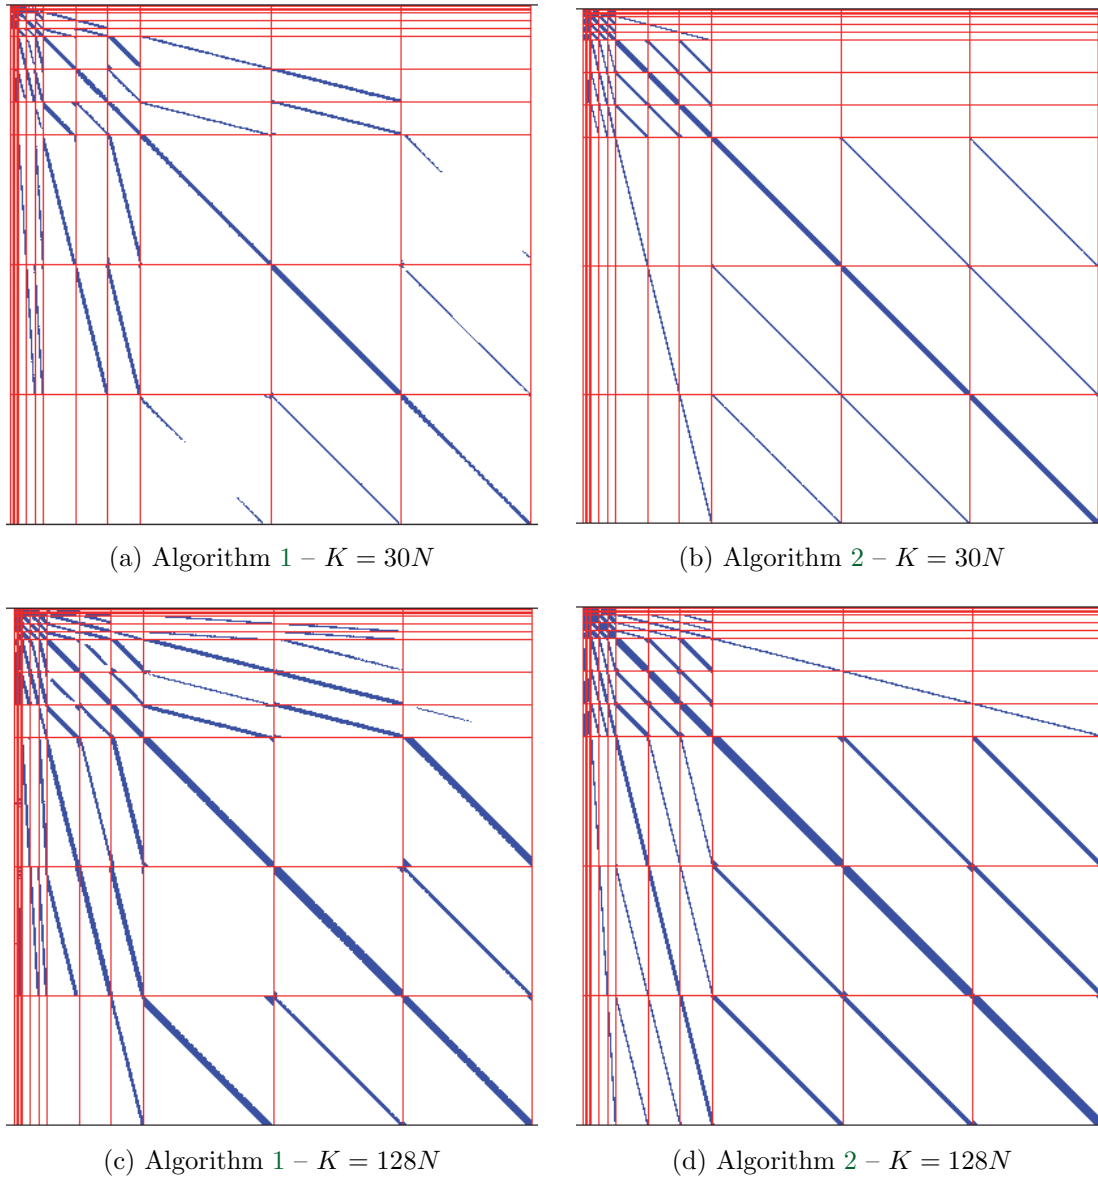 (a) Algorithm 1 – K = 30N
(b) Algorithm 2 – K = 30N
(c) Algorithm 1 – K = 128N
(d) Algorithm 2 – K = 128N